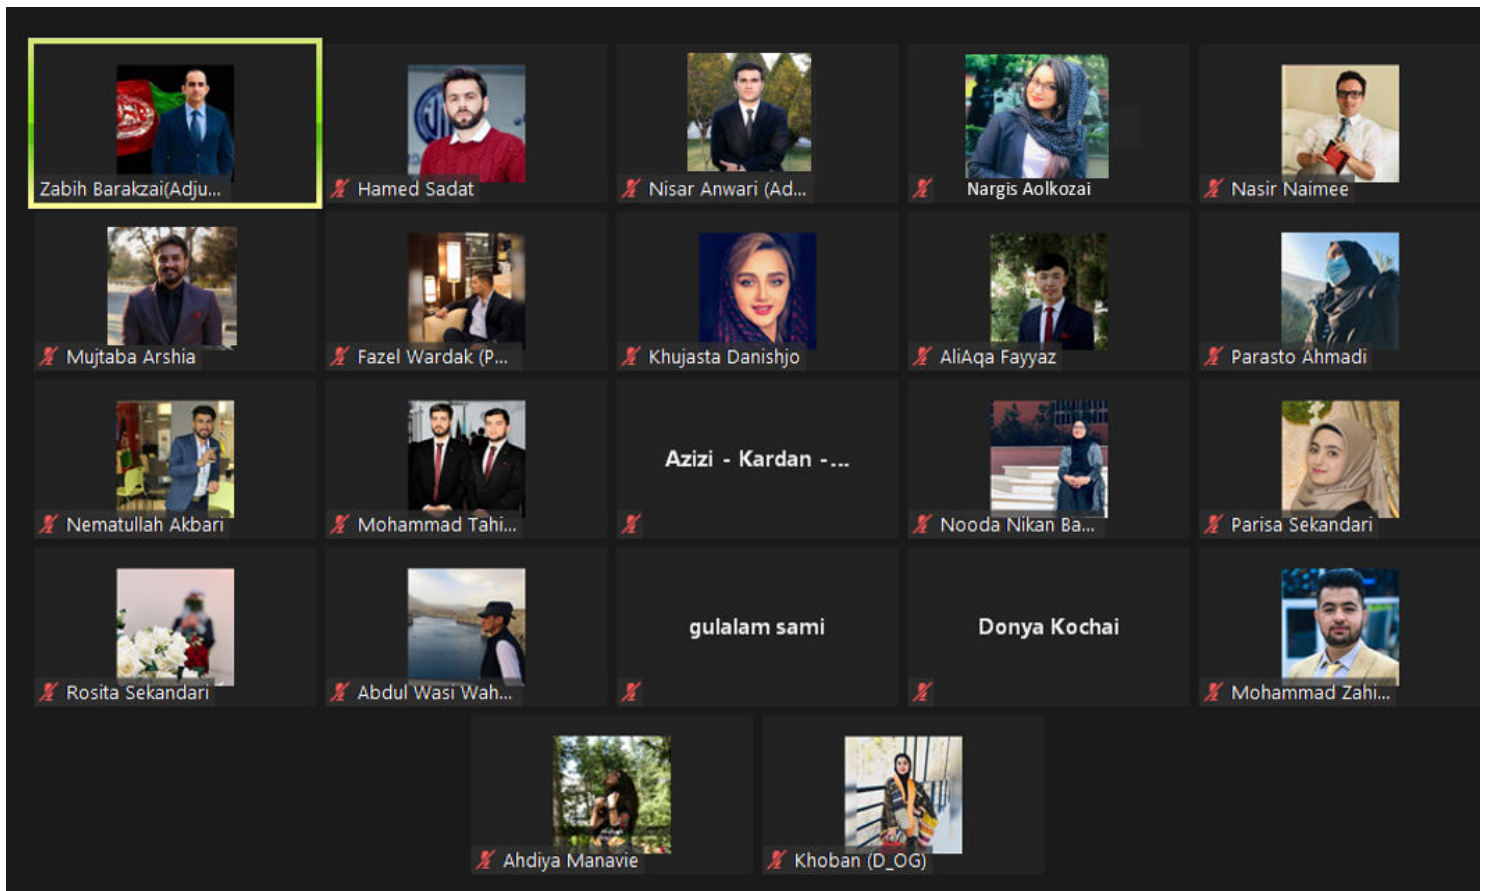 Zabih Barakzai(Adju...
Hamed Sadat
Nisar Anwari (Ad...
Nargis Aolkozai
Nasir Naimee
Mujtaba Arshia
Fazel Wardak (P...
Khujasta Danishjo
AliAqa Fayyaz
Parasto Ahmadi
Nematullah Akbari
Mohammad Tahi...
Azizi - Kardan -...
Nooda Nikan Ba...
Parisa Sekandari
Rosita Sekandari
Abdul Wasi Wah...
gulalam sami
Donya Kochai
Mohammad Zahi...
Ahdiya Manavie
Khoban (D_OG)